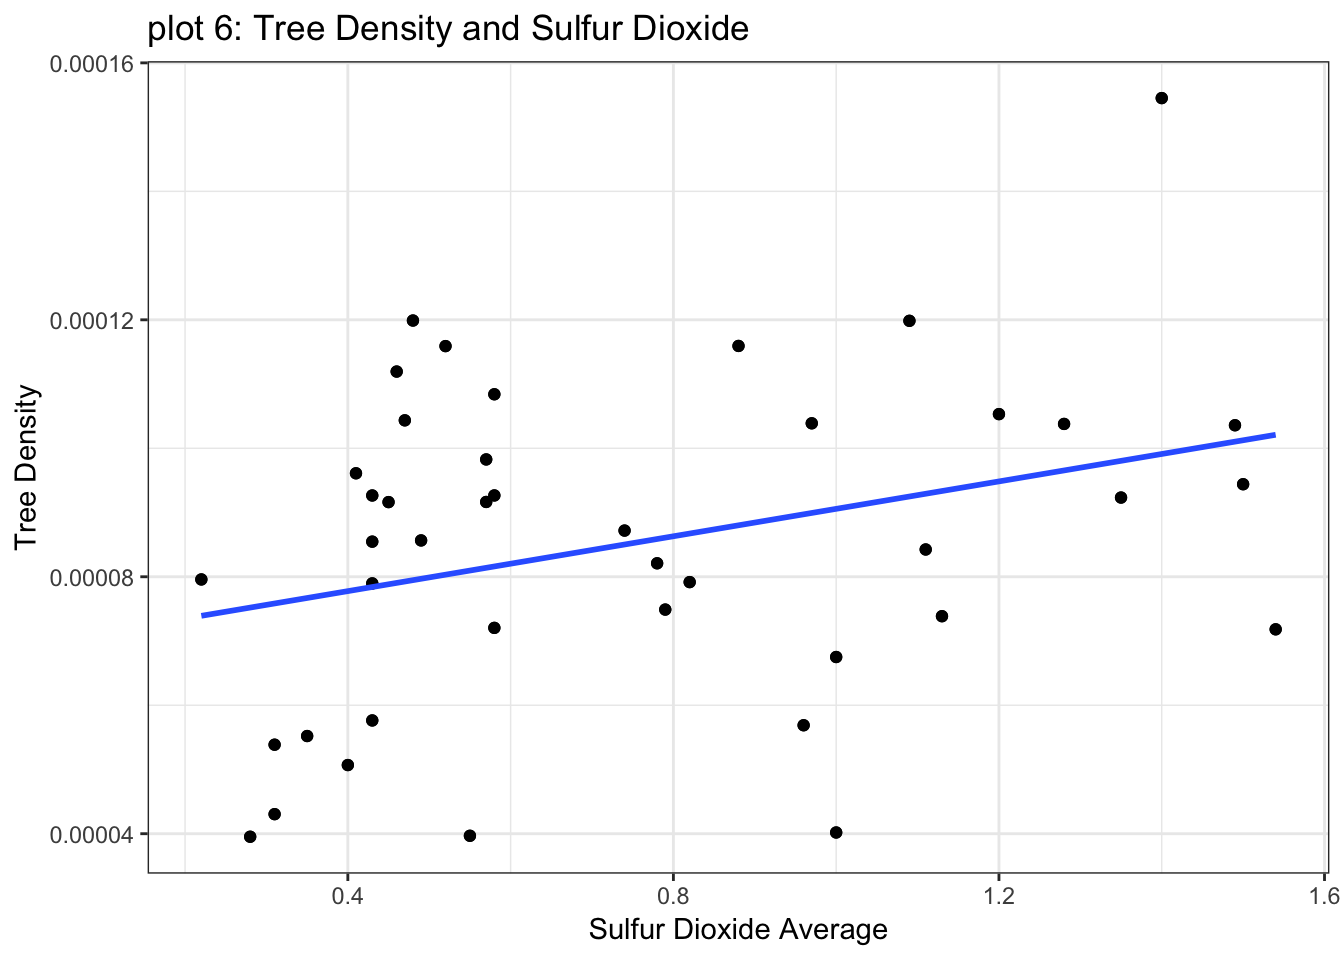 plot 6: Tree Density and Sulfur Dioxide
0.00016
0.00012
0.00008
0.00004
Tree Density
0.4 0.8 1.2 1.6
Sulfur Dioxide Average